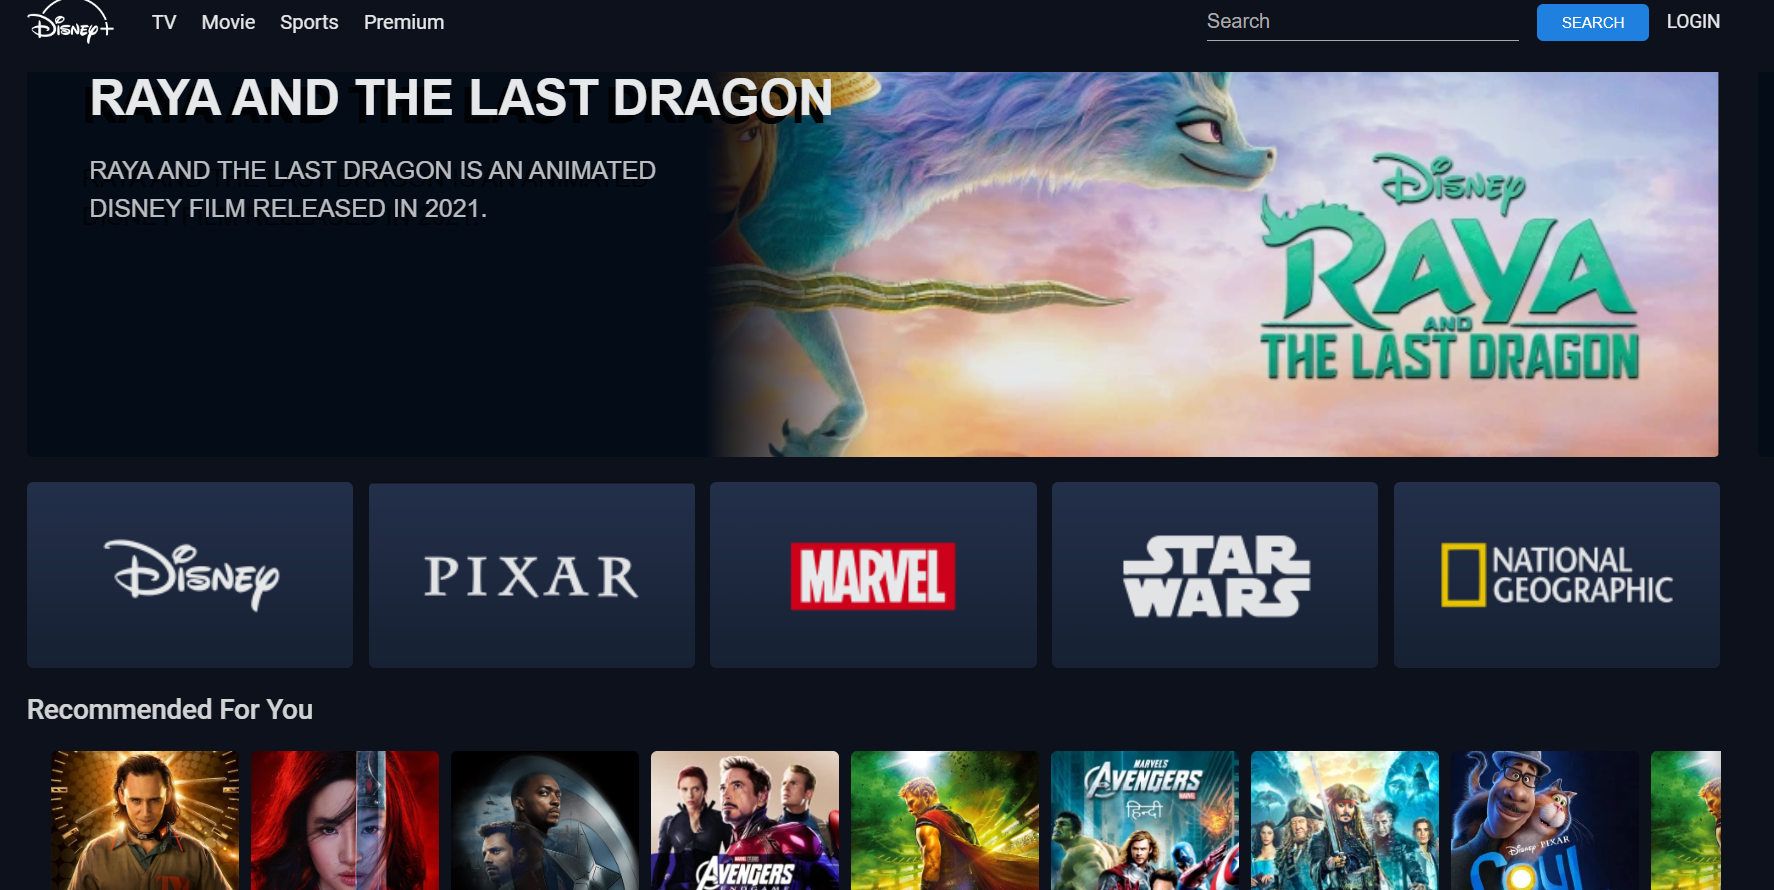 Disney+
TV Movie Sports Premium
Search
SEARCH
LOGIN
RAYA AND THE LAST DRAGON
RAYA AND THE LAST DRAGON IS AN ANIMATED
DISNEY FILM RELEASED IN 2021.
Disney
RAYA
AND
THE LAST DRAGON
Disney
PIXAR
MARVEL
STAR
WARS
NATIONAL
GEOGRAPHIC
Recommended For You
AVENGERS
ENDGAME
MARVEL'S
AVENGERS
MARVEL
हिन्दी
Disney PIXAR